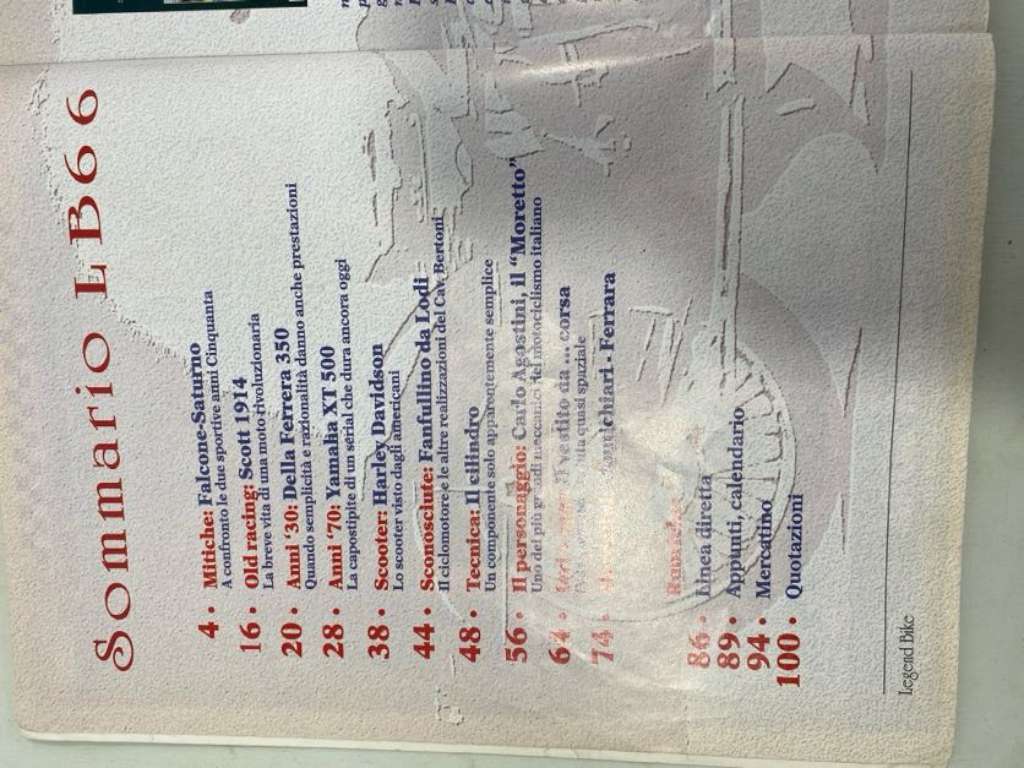 Sommario LB66
4 • Mitiche: Falcone-Saturno
A confronto le due sportive anni Cinquanta
16 • Old racing: Scott 1914
La breve vita di una moto rivoluzionaria
20 • Anni '30: Della Ferrera 350
Quando semplicità e razionalità danno anche prestazioni
28 • Anni '70: Yamaha XT 500
La capostipite di un serial che dura ancora oggi
38 • Scooter: Harley Davidson
Lo scooter visto dagli americani
44 • Sconosciute: Fanfullino da Lodi
Il ciclomotore e le altre realizzazioni del Cav. Bertoni
48 • Tecnica: Il cilindro
Un componente solo apparentemente semplice
56 • Il personaggio: Carlo Agostini, il "Moretto"
Uno dei più grandi meccanici del motociclismo italiano
64 • vestito da ... corsa
quasi spaziale
74 • - Ferrara
Rubriche
86 • Linea diretta
89 • Appunti, calendario
94 • Mercatino
100 • Quotazioni
Legend Bike